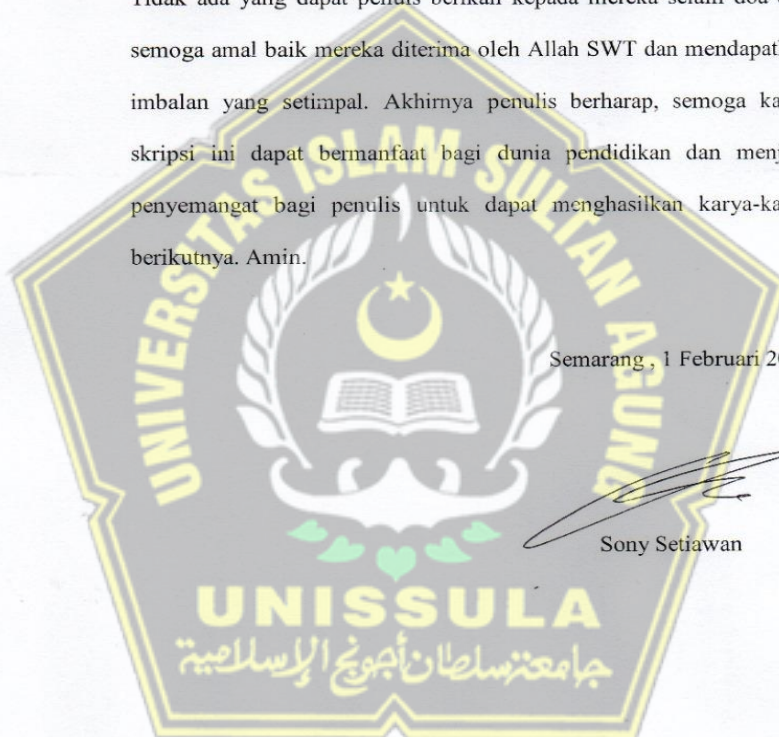 Tidak ada yang dapat penulis berikan kepada mereka selain doa
semoga amal baik mereka diterima oleh Allah SWT dan mendapat
imbalan yang setimpal. Akhirnya penulis berharap, semoga ka
skripsi ini dapat bermanfaat bagi dunia pendidikan dan menj
penyemangat bagi penulis untuk dapat menghasilkan karya-ka
berikutnya. Amin.
UNIVERSITAS ISLAM SULTAN AGUNG
Semarang , 1 Februari 20
Sony Setiawan
UNISSULA
جامعة سلطان أجونج الإسلامية